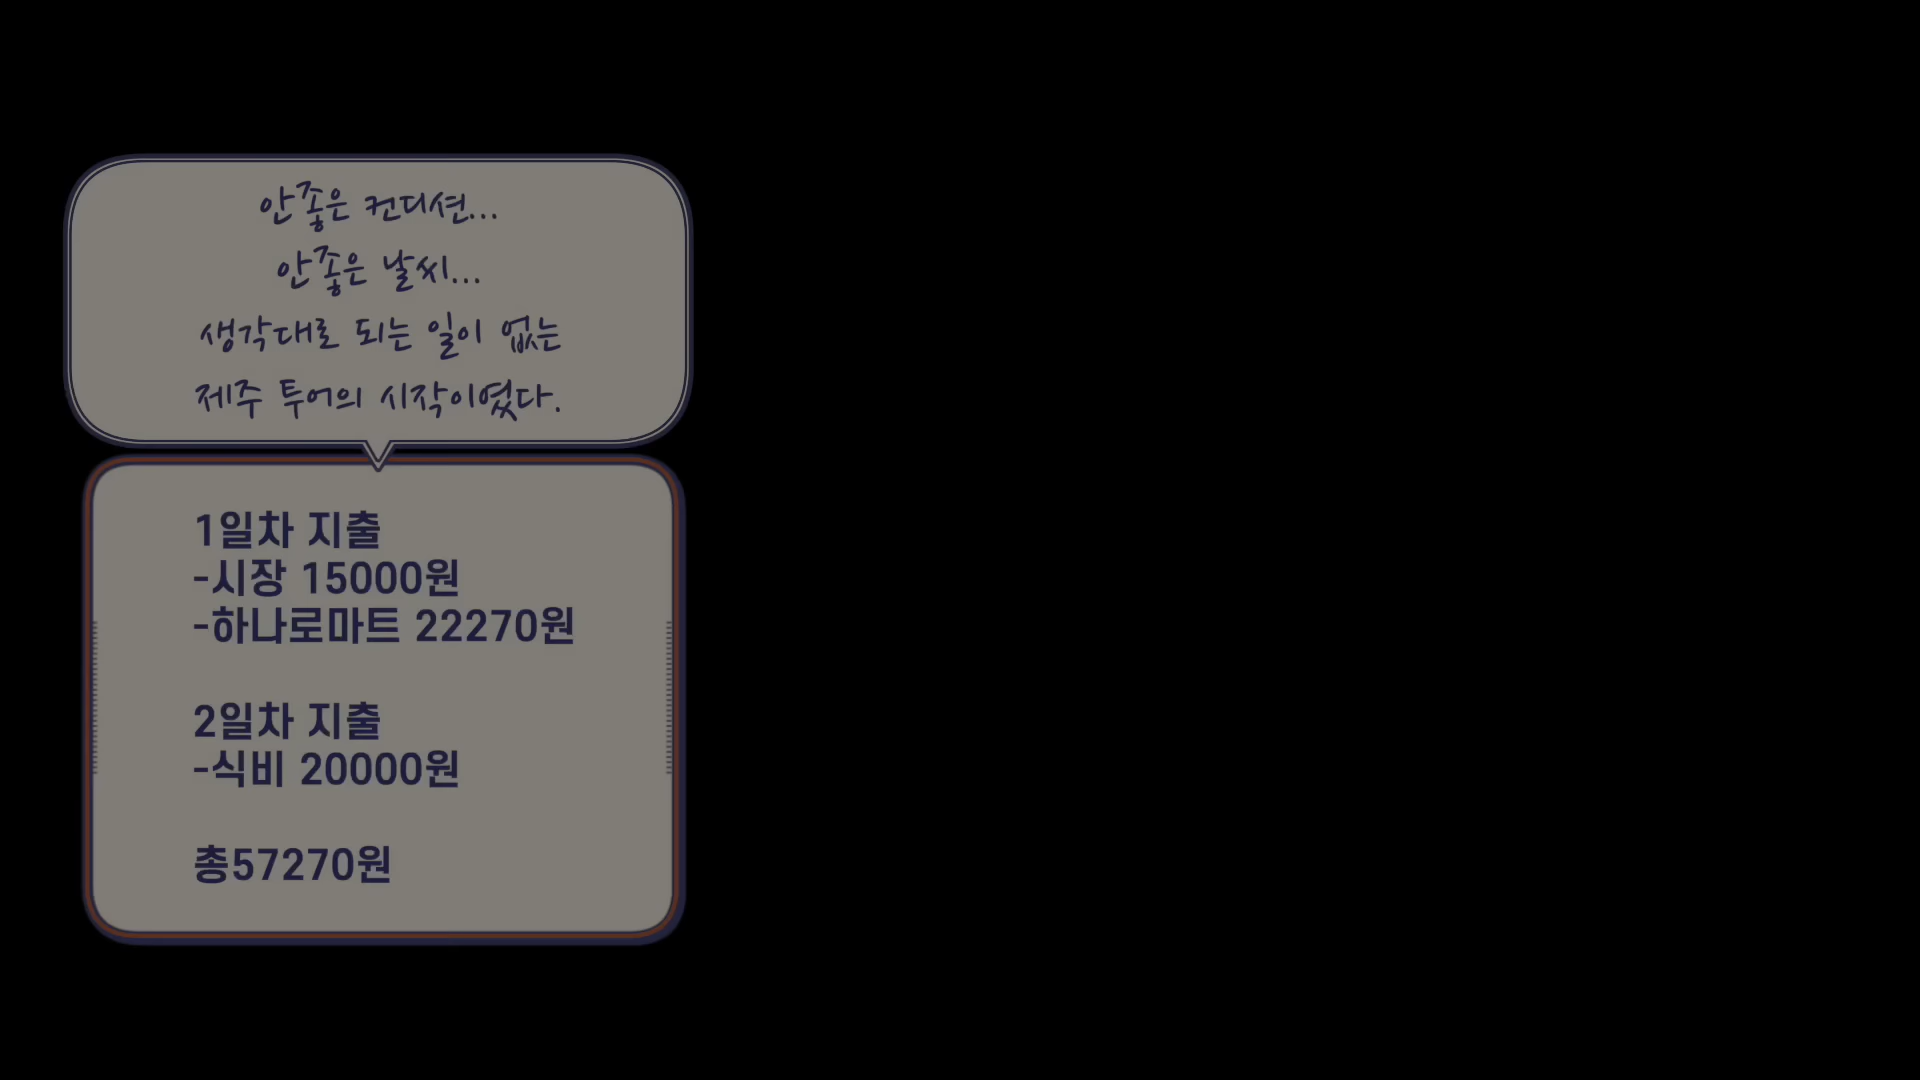 안좋은 컨디션...
안좋은 날씨...
생각대로 되는 일이 없는
제주 투어의 시작이였다.
1일차 지출
-시장 15000원
-하나로마트 22270원
2일차 지출
-식비 20000원
총57270원